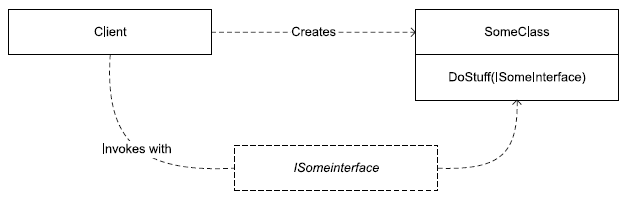 Client
Creates
SomeClass
DoStuff(ISomeInterface)
Invokes with
ISomeinterface